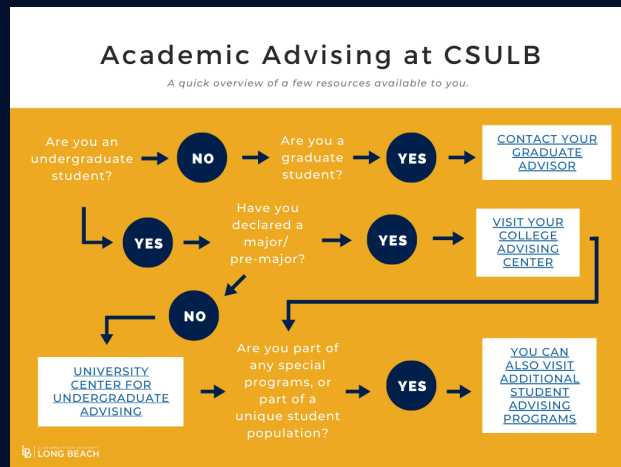 Academic Advising at CSULB
A quick overview of a few resources available to you.
Are you an
undergraduate
student?
NO
Are you a
graduate
student?
YES
CONTACT YOUR
GRADUATE
ADVISOR
YES
Have you
declared a
major/
pre-major?
YES
VISIT YOUR
COLLEGE
ADVISING
CENTER
NO
UNIVERSITY
CENTER FOR
UNDERGRADUATE
ADVISING
Are you part of
any special
programs, or
part of a
unique student
population?
YES
YOU CAN
ALSO VISIT
ADDITIONAL
STUDENT
ADVISING
PROGRAMS
CALIFORNIA STATE UNIVERSITY
LONG BEACH